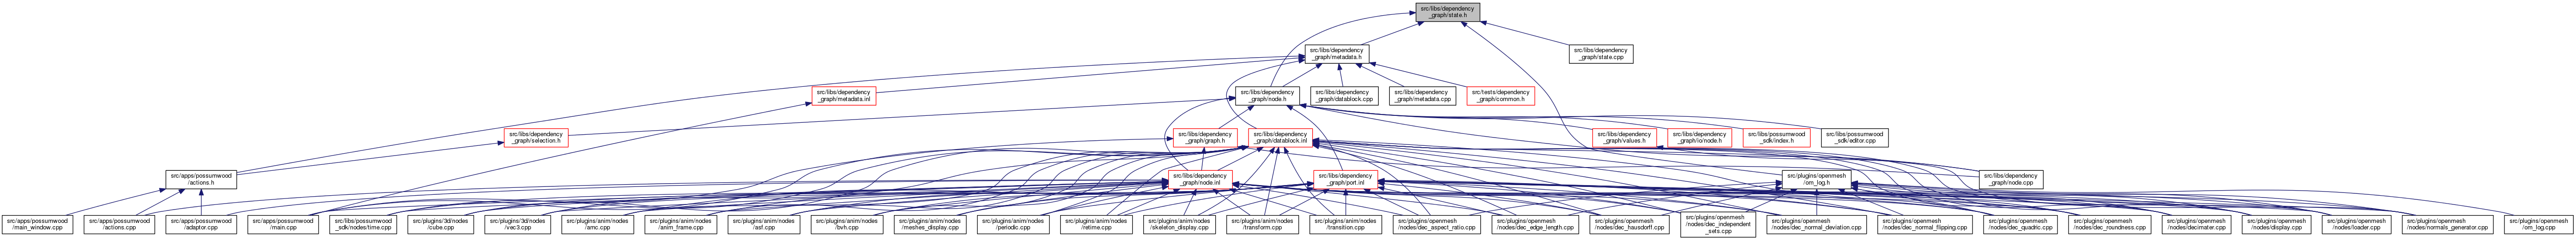 src/libs/dependency
_graph/state.h
src/libs/dependency
_graph/metadata.h
src/libs/dependency
_graph/state.cpp
src/libs/dependency
_graph/metadata.inl
src/libs/dependency
_graph/node.h
src/libs/dependency
_graph/datablock.cpp
src/libs/dependency
_graph/metadata.cpp
src/tests/dependency
_graph/common.h
src/libs/dependency
_graph/selection.h
src/libs/dependency
_graph/graph.h
src/libs/dependency
_graph/datablock.inl
src/libs/dependency
_graph/values.h
src/libs/dependency
_graph/ionode.h
src/libs/possumwood
_sdk/index.h
src/libs/possumwood
_sdk/editor.cpp
src/apps/possumwood
/actions.h
src/libs/dependency
_graph/node.inl
src/libs/dependency
_graph/port.inl
src/plugins/openmesh
/om_log.h
src/libs/dependency
_graph/node.cpp
src/apps/possumwood
/main_window.cpp
src/apps/possumwood
/actions.cpp
src/apps/possumwood
/adaptor.cpp
src/apps/possumwood
/main.cpp
src/libs/possumwood
_sdk/nodes/time.cpp
src/plugins/3d/nodes
/cube.cpp
src/plugins/3d/nodes
/vec3.cpp
src/plugins/anim/nodes
/amc.cpp
src/plugins/anim/nodes
/anim_frame.cpp
src/plugins/anim/nodes
/asf.cpp
src/plugins/anim/nodes
/bvh.cpp
src/plugins/anim/nodes
/meshes_display.cpp
src/plugins/anim/nodes
/periodic.cpp
src/plugins/anim/nodes
/retime.cpp
src/plugins/anim/nodes
/skeleton_display.cpp
src/plugins/anim/nodes
/transform.cpp
src/plugins/anim/nodes
/transition.cpp
src/plugins/openmesh
/nodes/dec_aspect_ratio.cpp
src/plugins/openmesh
/nodes/dec_edge_length.cpp
src/plugins/openmesh
/nodes/dec_hausdorff.cpp
src/plugins/openmesh
/nodes/dec_independent
_sets.cpp
src/plugins/openmesh
/nodes/dec_normal_deviation.cpp
src/plugins/openmesh
/nodes/dec_normal_flipping.cpp
src/plugins/openmesh
/nodes/dec_quadric.cpp
src/plugins/openmesh
/nodes/dec_roundness.cpp
src/plugins/openmesh
/nodes/decimater.cpp
src/plugins/openmesh
/nodes/display.cpp
src/plugins/openmesh
/nodes/loader.cpp
src/plugins/openmesh
/nodes/normals_generator.cpp
src/plugins/openmesh
/om_log.cpp